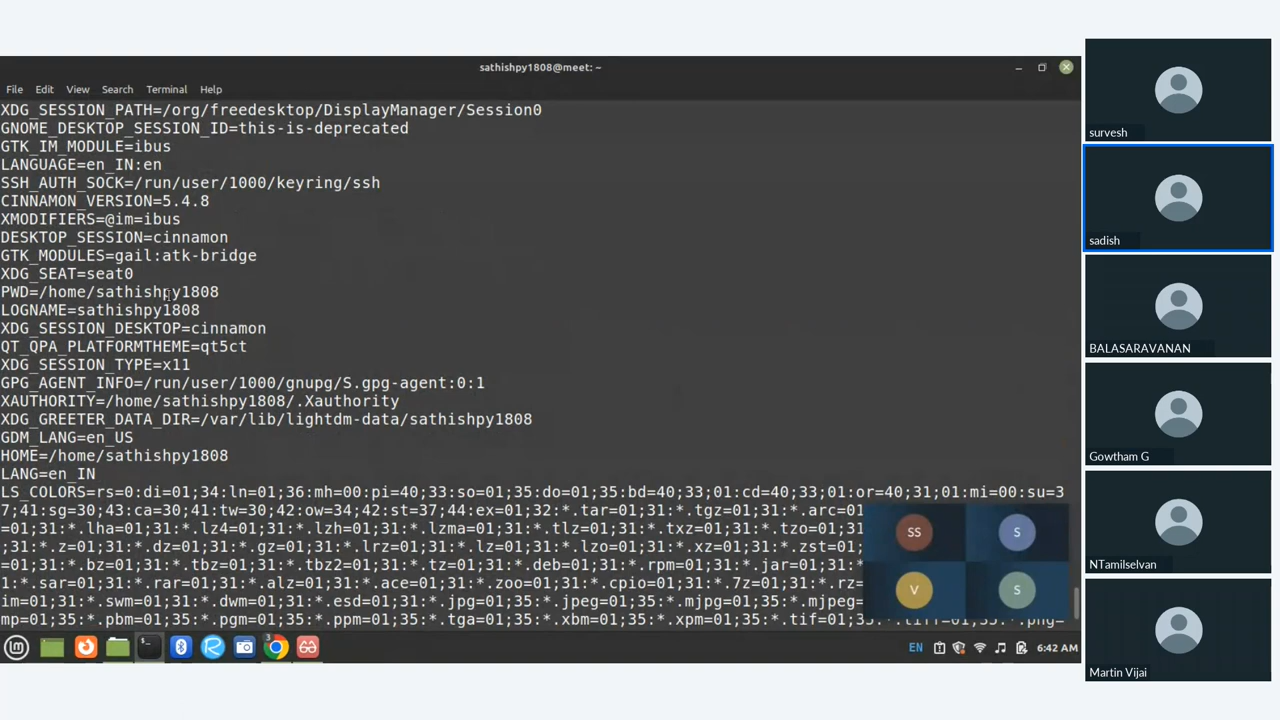 sathishpy1808@meet: ~
File Edit View Search Terminal Help
XDG_SESSION_PATH=/org/freedesktop/DisplayManager/Session0
GNOME_DESKTOP_SESSION_ID=this-is-deprecated
GTK_IM_MODULE=ibus
LANGUAGE=en_IN:en
SSH_AUTH_SOCK=/run/user/1000/keyring/ssh
CINNAMON_VERSION=5.4.8
XMODIFIERS=@im=ibus
DESKTOP_SESSION=cinnamon
GTK_MODULES=gail:atk-bridge
XDG_SEAT=seat0
PWD=/home/sathishpy1808
LOGNAME=sathishpy1808
XDG_SESSION_DESKTOP=cinnamon
QT_QPA_PLATFORMTHEME=qt5ct
XDG_SESSION_TYPE=x11
GPG_AGENT_INFO=/run/user/1000/gnupg/S.gpg-agent:0:1
XAUTHORITY=/home/sathishpy1808/.Xauthority
XDG_GREETER_DATA_DIR=/var/lib/lightdm-data/sathishpy1808
GDM_LANG=en_US
HOME=/home/sathishpy1808
LANG=en_IN
LS_COLORS=rs=0:di=01;34:ln=01;36:mh=00:pi=40;33:so=01;35:do=01;35:bd=40;33;01:cd=40;33;01:or=40;31;01:mi=00:su=3
7;41:sg=30;43:ca=30;41:tw=30;42:ow=34;42:st=37;44:ex=01;32:*.tar=01;31:*.tgz=01;31:*.arc=01
=01;31:*.lha=01;31:*.lz4=01;31:*.lzh=01;31:*.lzma=01;31:*.tlz=01;31:*.txz=01;31:*.tzo=01;31
;31:*.z=01;31:*.dz=01;31:*.gz=01;31:*.lrz=01;31:*.lz=01;31:*.lzo=01;31:*.xz=01;31:*.zst=01;
=01;31:*.bz=01;31:*.tbz=01;31:*.tbz2=01;31:*.tz=01;31:*.deb=01;31:*.rpm=01;31:*.jar=01;31:
1:*.sar=01;31:*.rar=01;31:*.alz=01;31:*.ace=01;31:*.zoo=01;31:*.cpio=01;31:*.7z=01;31:*.rz=
im=01;31:*.swm=01;31:*.dwm=01;31:*.esd=01;31:*.jpg=01;35:*.jpeg=01;35:*.mjpg=01;35:*.mjpeg=
mp=01;35:*.pbm=01;35:*.pgm=01;35:*.ppm=01;35:*.tga=01;35:*.xbm=01;35:*.xpm=01;35:*.tif=01;35:*.tiff=01;35:*.png=
SS
S
V
S
3
EN
6:42 AM
survesh
sadish
BALASARAVANAN
Gowtham G
NTamilselvan
Martin Vijai